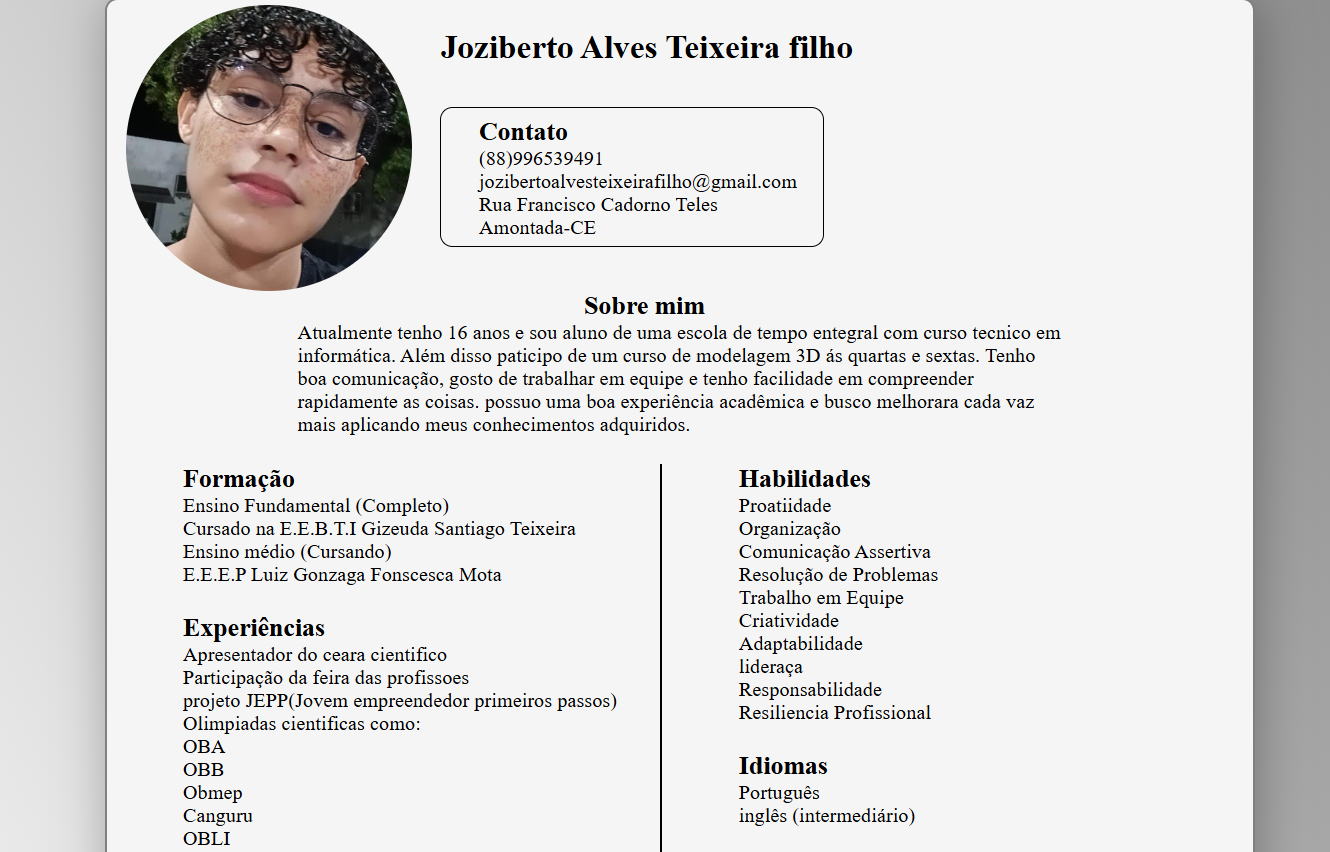 Joziberto Alves Teixeira filho
Contato
(88)996539491
jozibertoalvesteixeirafilho@gmail.com
Rua Francisco Cadorno Teles
Amontada-CE
Sobre mim
Atualmente tenho 16 anos e sou aluno de uma escola de tempo entegral com curso tecnico em
informática. Além disso paticipo de um curso de modelagem 3D ás quartas e sextas. Tenho
boa comunicação, gosto de trabalhar em equipe e tenho facilidade em compreender
rapidamente as coisas. possuo uma boa experiência acadêmica e busco melhorara cada vaz
mais aplicando meus conhecimentos adquiridos.
Formação
Ensino Fundamental (Completo)
Cursado na E.E.B.T.I Gizeuda Santiago Teixeira
Ensino médio (Cursando)
E.E.E.P Luiz Gonzaga Fonscesca Mota
Experiências
Apresentador do ceara cientifico
Participação da feira das profissoes
projeto JEPP(Jovem empreendedor primeiros passos)
Olimpiadas cientificas como:
OBA
OBB
Obmep
Canguru
OBLI
Habilidades
Proatiidade
Organização
Comunicação Assertiva
Resolução de Problemas
Trabalho em Equipe
Criatividade
Adaptabilidade
lideraça
Responsabilidade
Resiliencia Profissional
Idiomas
Português
inglês (intermediário)